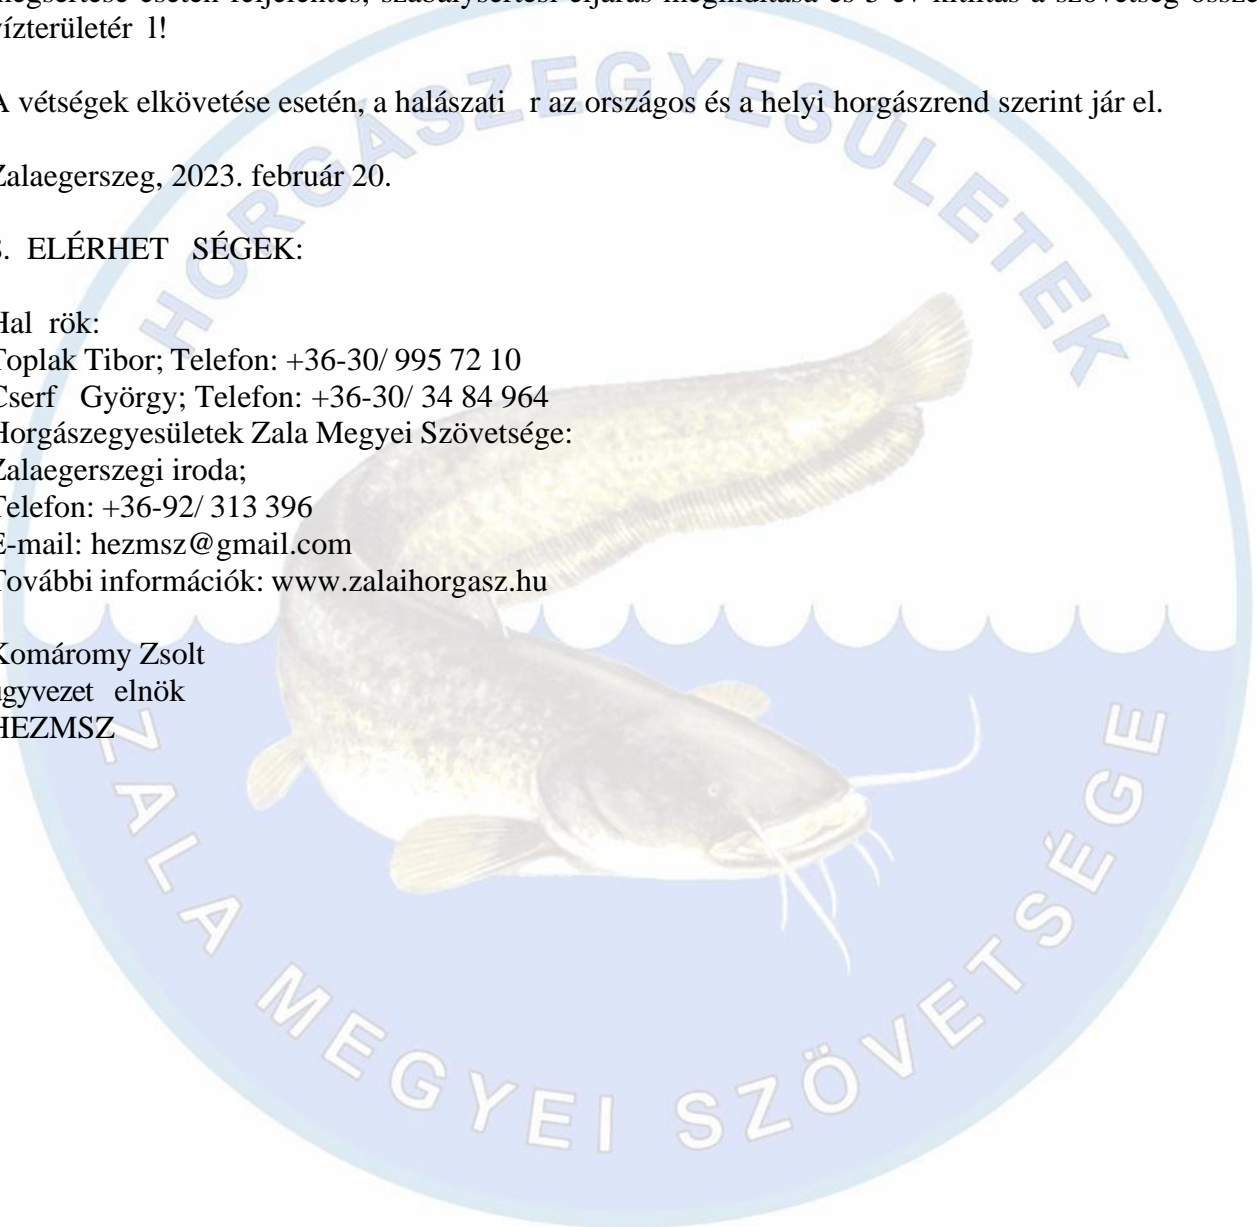 megsértése esetén feljelentés, szabálysértési eljárás megindítása és év kitiltás a szövetség össze
vízterületér l!
A vétségek elkövetése esetén, a halászati r az országos és a helyi horgászrend szerint jár el.
Zalaegerszeg, 2023. február 20.
8. ELÉRHET SÉGEK:
Hal rök:
Toplak Tibor; Telefon: +36-30/ 995 72 10
Cserf György; Telefon: +36-30/ 34 84 964
Horgászegyesületek Zala Megyei Szövetsége:
Zalaegerszegi iroda;
Telefon: +36-92/ 313 396
E-mail: hezmsz@gmail.com
További információk: www.zalaihorgasz.hu
Komáromy Zsolt
ügyvezet elnök
HEZMSZ
HORGÁSZEGYESÜLETEK
ZALA MEGYEI SZÖVETSÉGE